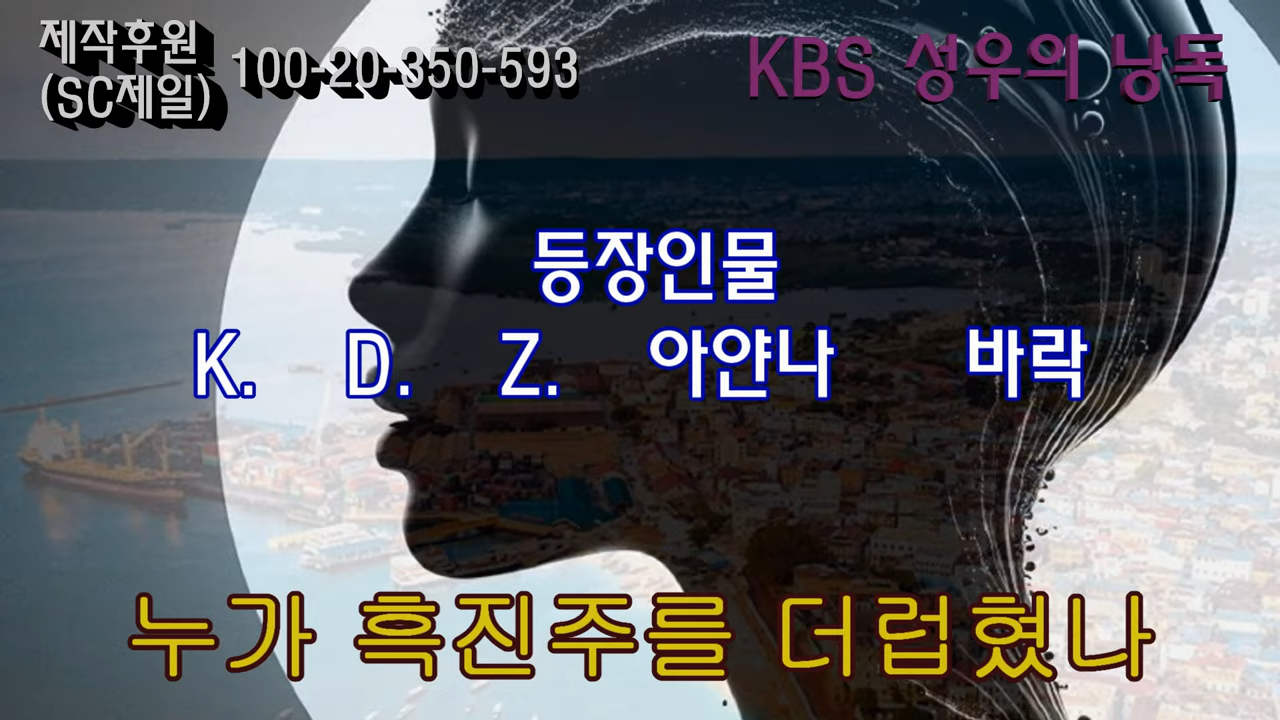 제작후원
(SC제일)
100-20-350-593
KBS 성우의 낭독
등장인물
K. D. Z. 아얀나 바락
누가 흑진주를 더럽혔나